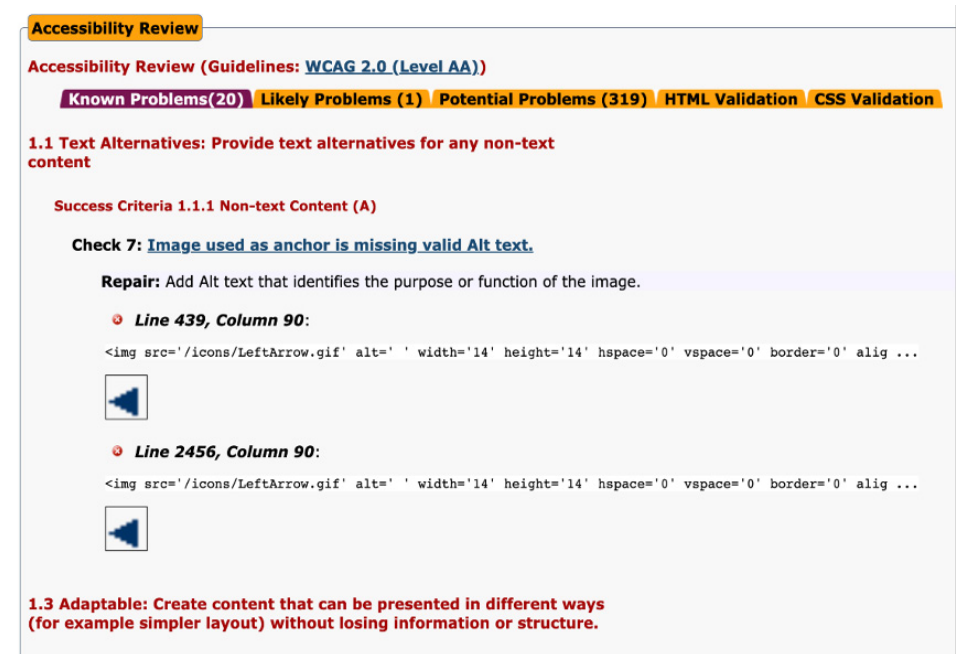 Accessibility Review
Accessibility Review (Guidelines: WCAG 2.0 (Level AA))
Known Problems(20) Likely Problems (1) Potential Problems (319) HTML Validation CSS Validation
1.1 Text Alternatives: Provide text alternatives for any non-text
content
Success Criteria 1.1.1 Non-text Content (A)
Check 7: Image used as anchor is missing valid Alt text.
Repair: Add Alt text that identifies the purpose or function of the image.
Line 439, Column 90:
<img src='/icons/LeftArrow.gif' alt=' ' width='14' height='14' hspace='0' vspace='0' border='0' alig ...
Line 2456, Column 90:
<img src='/icons/LeftArrow.gif' alt=' ' width='14' height='14' hspace='0' vspace='0' border='0' alig ...
1.3 Adaptable: Create content that can be presented in different ways
(for example simpler layout) without losing information or structure.